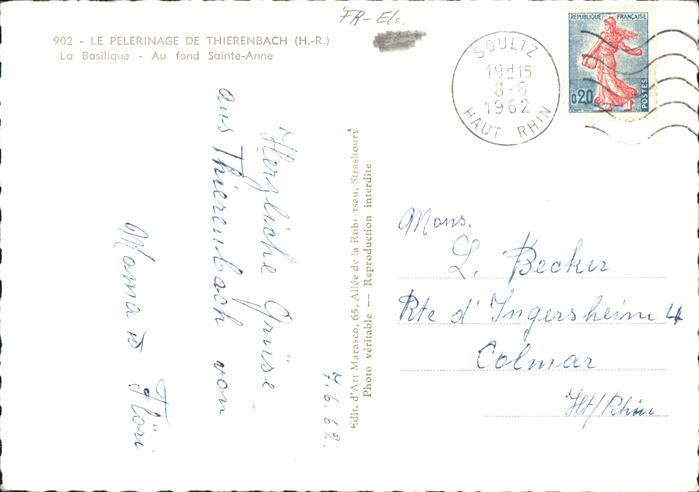 FR-Els.
902 - LE PELERINAGE DE THIERENBACH (H.-R.)
La Basilique - Au fond Sainte-Anne
SOULTZ
19H15
8-6
1962
HAUT RHIN
REPUBLIQUE FRANÇAISE
0,20
POSTES
7.6.62.
Herzliche Grüsse
aus Thierenbach von
Mama &
Edit. d'Art Marasco, 65, Allée de la Robertsau, Strasbourg
Photo véritable — Reproduction interdite
Mons.
L. Becker
Rte d'Ingersheim 4
Colmar
Ht/Rhin